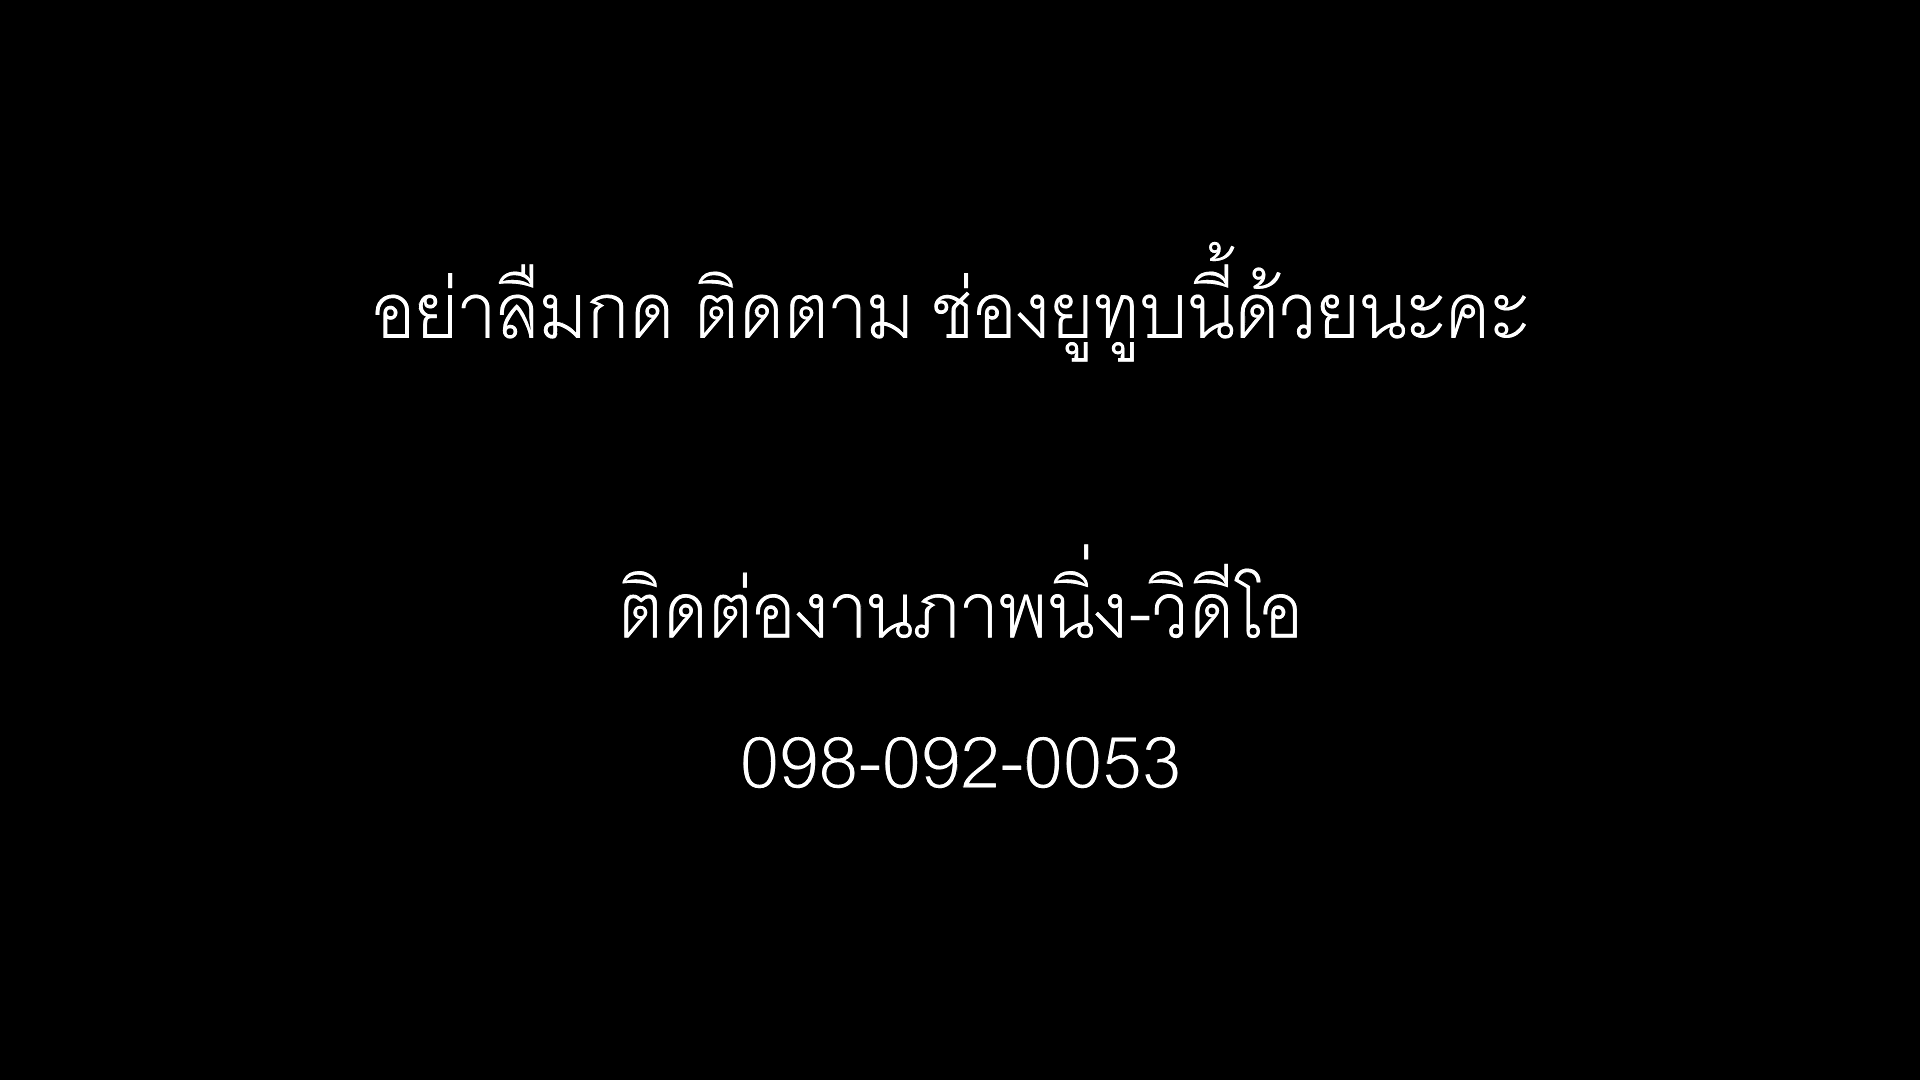 อย่าลืมกด ติดตาม ช่องยูทูบนี้ด้วยนะคะ
ติดต่องานภาพนิ่ง-วิดีโอ
098-092-0053